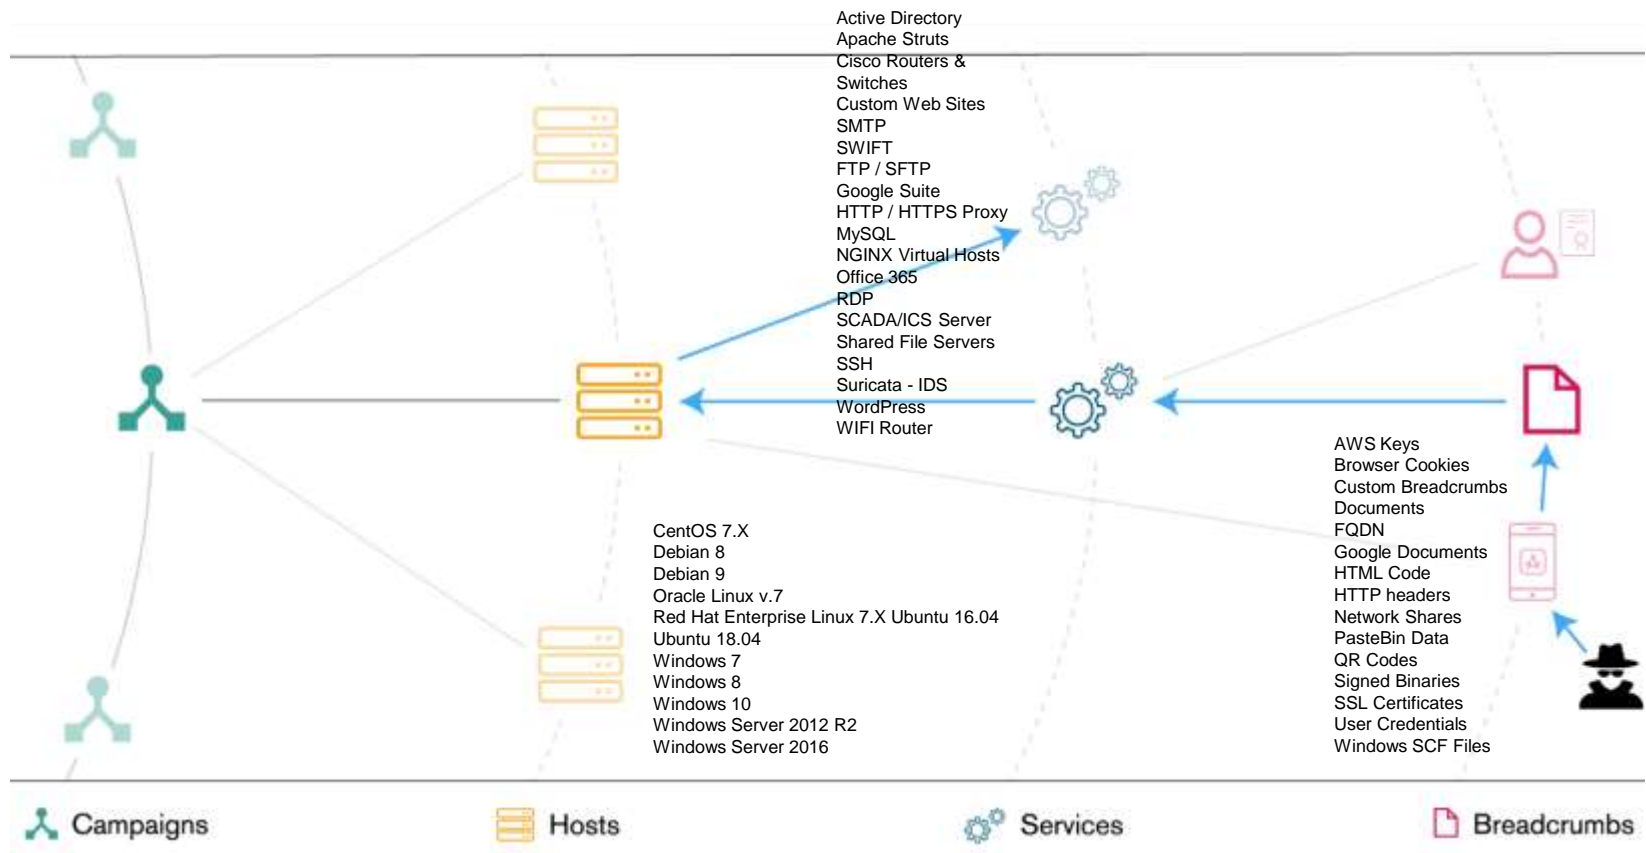 Active Directory
Apache Struts
Cisco Routers &
Switches
Custom Web Sites
SMTP
SWIFT
FTP / SFTP
Google Suite
HTTP / HTTPS Proxy
MySQL
NGINX Virtual Hosts
Office 365
RDP
SCADA/ICS Server
Shared File Servers
SSH
Suricata - IDS
WordPress
WIFI Router
AWS Keys
Browser Cookies
Custom Breadcrumbs
Documents
FQDN
Google Documents
HTML Code
HTTP headers
Network Shares
PasteBin Data
QR Codes
Signed Binaries
SSL Certificates
User Credentials
Windows SCF Files
CentOS 7.X
Debian 8
Debian 9
Oracle Linux v.7
Red Hat Enterprise Linux 7.X Ubuntu 16.04
Ubuntu 18.04
Windows 7
Windows 8
Windows 10
Windows Server 2012 R2
Windows Server 2016
Campaigns
Hosts
Services
Breadcrumbs